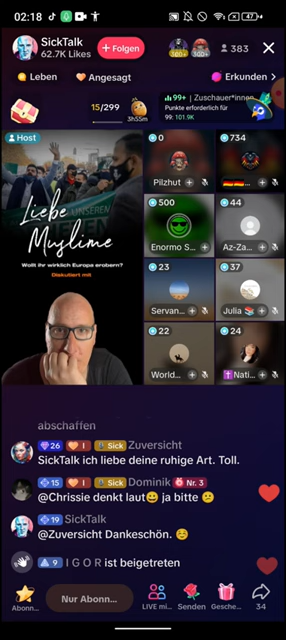 02:18
47
SickTalk
62.7K Likes
+ Folgen
300+
200+
383
Leben
Angesagt
Erkunden >
15/299
3h55m
99+ | Zuschauer*innen
Punkte erforderlich für
99: 101.9K
Host
Liebe
Muslime
UNSEREN
Wollt ihr wirklich Europa erobern?
Diskutiert mit
0
Pilzhut
734
500
Enormo S...
44
Az-Za...
23
Servan...
37
Julia
22
World...
24
Nati...
abschaffen
26 I Sick Zuversicht
SickTalk ich liebe deine ruhige Art. Toll.
15 I Sick Dominik Nr. 3
@Chrissie denkt laut😀 ja bitte 😕
19 SickTalk
@Zuversicht Dankeschön. ☺️
9 I G O R ist beigetreten
Abonn...
Nur Abonn...
LIVE mi...
Senden
Gesche...
34